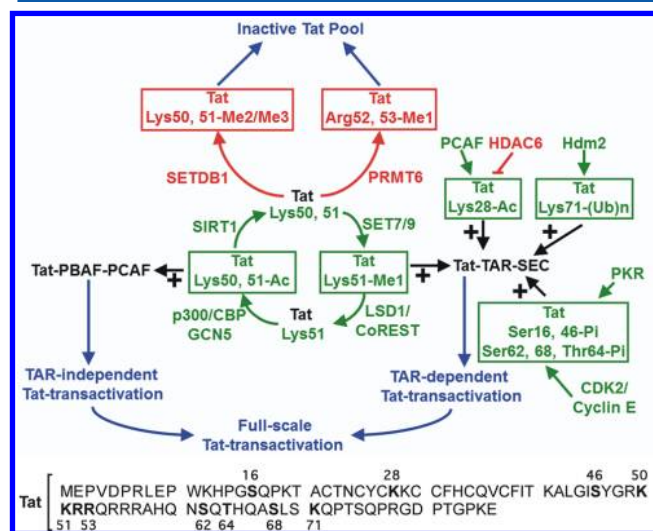 Inactive Tat Pool
Tat
Lys50, 51-Me2/Me3
Tat
Arg52, 53-Me1
SETDB1
PRMT6
PCAF
HDAC6
Hdm2
Tat
Lys28-Ac
Tat
Lys71-(Ub)n
Tat
Lys50, 51
SIRT1
SET7/9
+
+
Tat-PBAF-PCAF
+
Tat
Lys50, 51-Ac
Tat
Lys51-Me1
+
Tat-TAR-SEC
p300/CBP
GCN5
Tat
Lys51
LSD1/
CoREST
+
PKR
Tat
Ser16, 46-Pi
Ser62, 68, Thr64-Pi
TAR-independent
Tat-transactivation
TAR-dependent
Tat-transactivation
CDK2/
Cyclin E
Full-scale
Tat-transactivation
16 28 46 50
Tat
MEPVDPRLEP WKHPGSQPKT ACTNCYCKKCC CFHCQVCFIT KALGISYGRK
KRRQRRRAHQ NSQTHQASLS KQPTSQPRGD PTGPKE
51 53 62 64 68 71